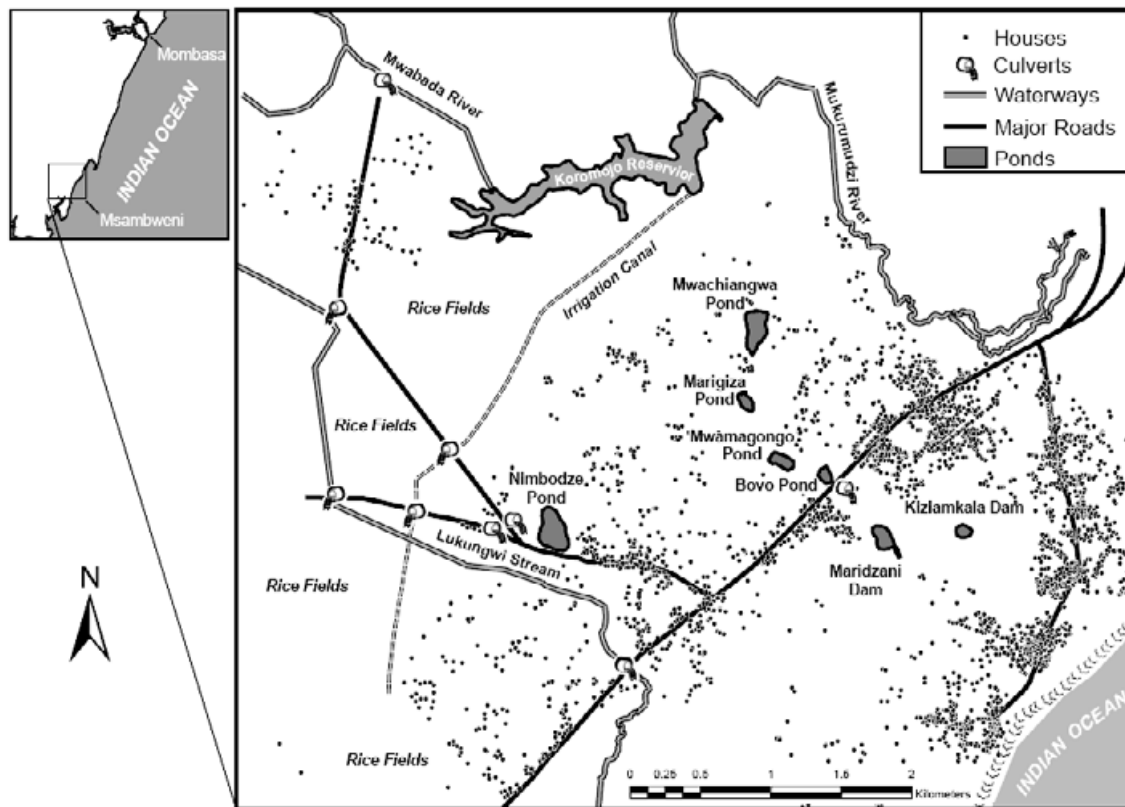 Mombasa
INDIAN OCEAN
Msambweni
N
Houses
Culverts
Waterways
Major Roads
Ponds
Mwabada River
Koromojo Reservior
Mukurumudzi River
Irrigation Canal
Rice Fields
Mwachiangwa
Pond
Marigiza
Pond
Rice Fields
Mwamagongo
Pond
Nimbodze
Pond
Bovo Pond
Kizlamkala Dam
Lukungwi Stream
Maridzani
Dam
Rice Fields
Rice Fields
INDIAN OCEAN
0 0.25 0.5 1 1.5 2
Kilometers